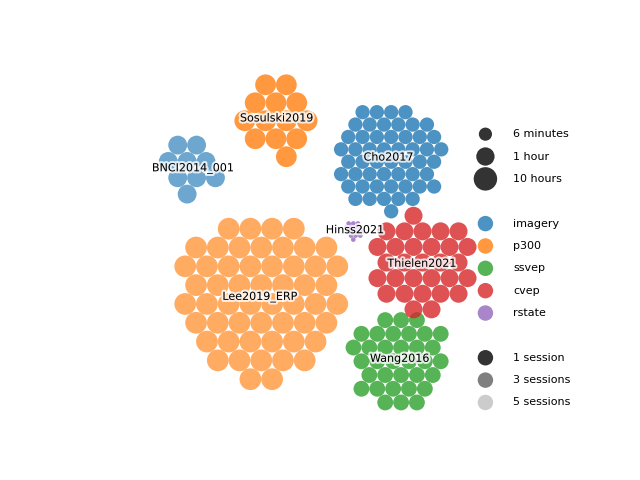 Sosulski2019
BNCI2014_001
Cho2017
Hinss2021
Thielen2021
Lee2019_ERP
Wang2016
6 minutes
1 hour
10 hours
imagery
p300
ssvep
cvep
rstate
1 session
3 sessions
5 sessions